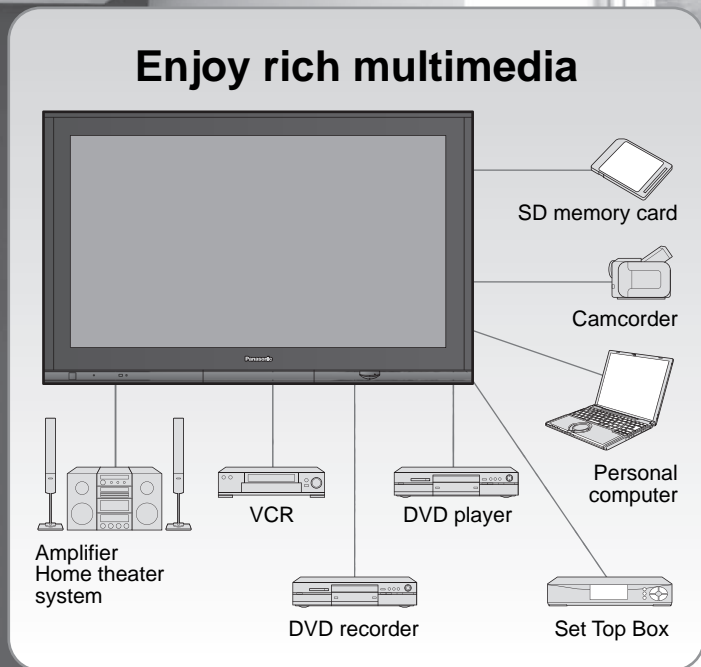 Enjoy rich multimedia
SD memory card
Camcorder
Panasonic
Personal
computer
VCR
DVD player
Amplifier
Home theater
system
DVD recorder
Set Top Box